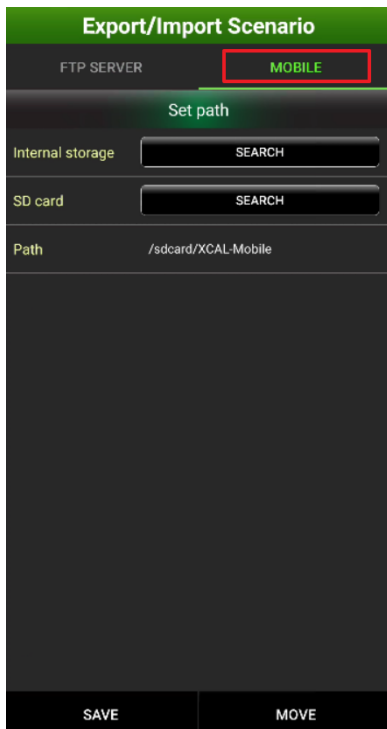 Export/Import Scenario
FTP SERVER MOBILE
Set path
Internal storage SEARCH
SD card SEARCH
Path /sdcard/XCAL-Mobile
SAVE MOVE